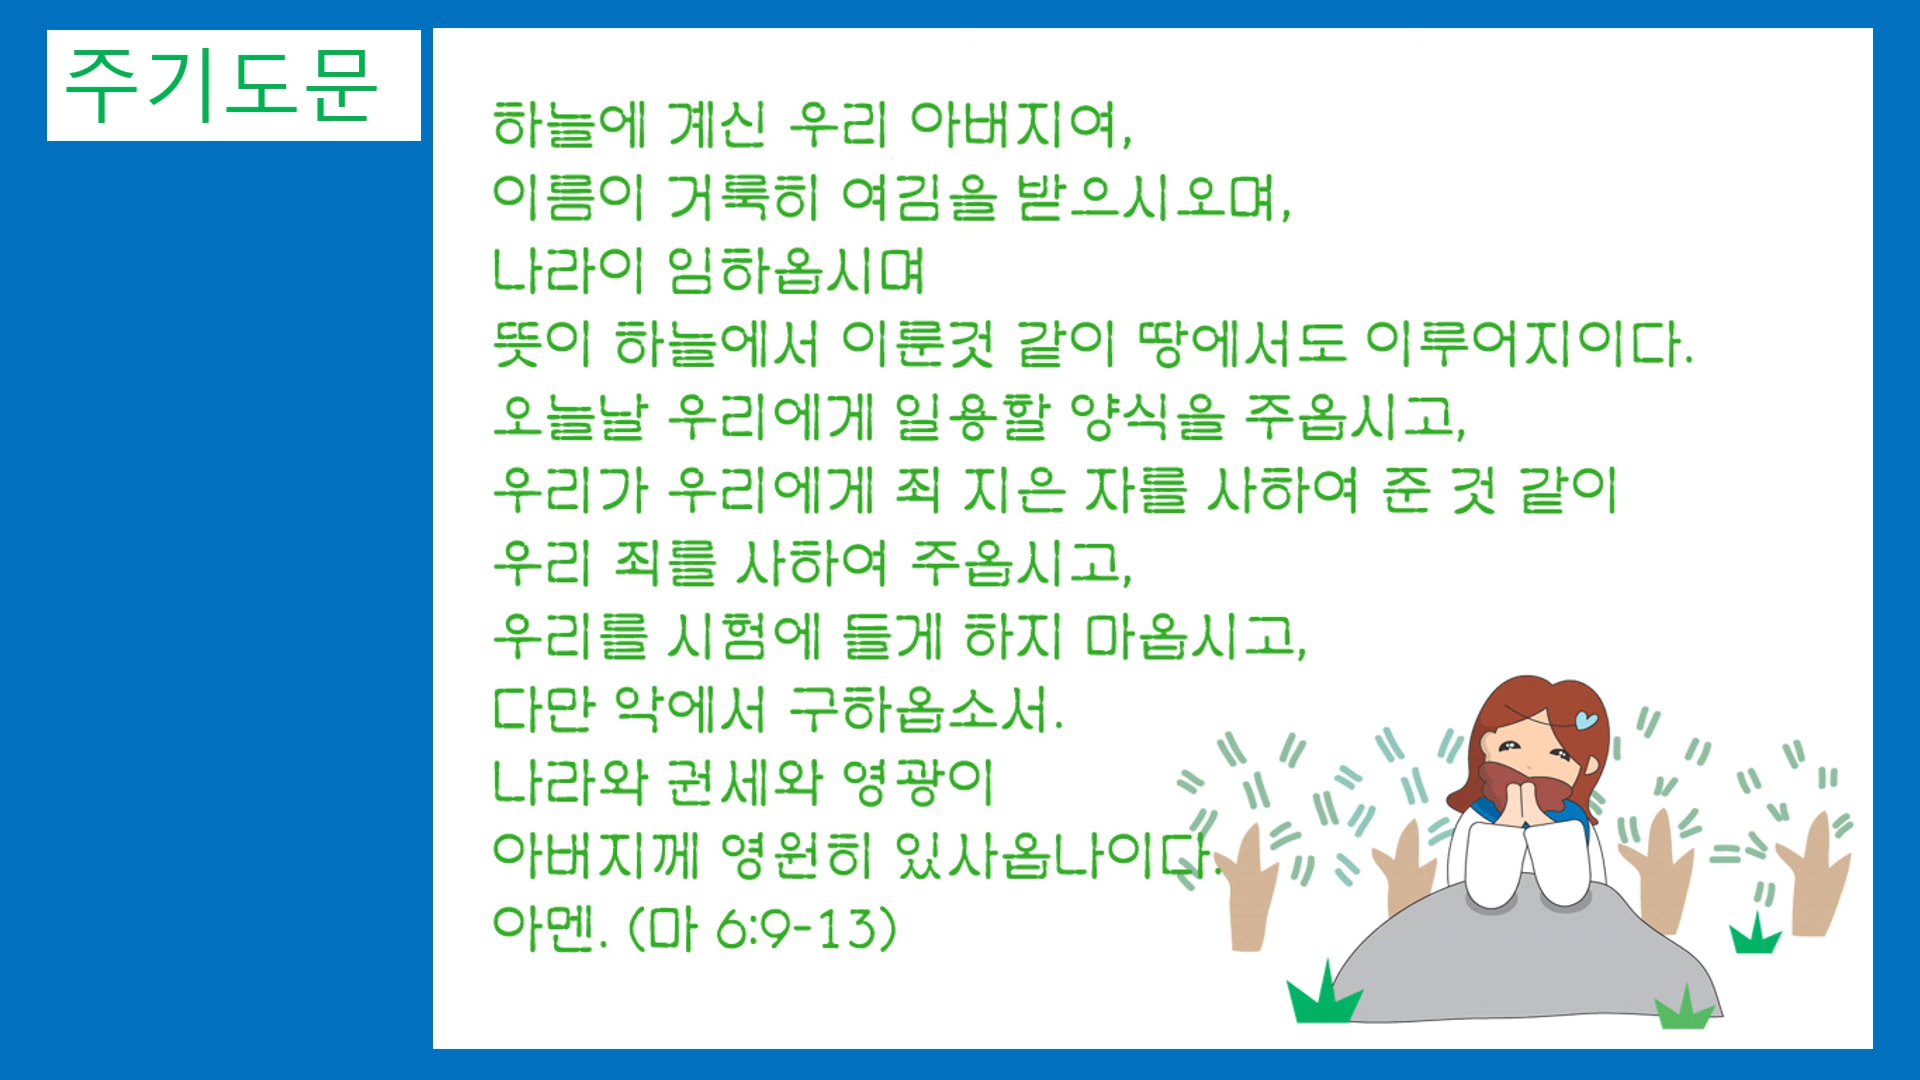 주기도문
하늘에 계신 우리 아버지여,
이름이 거룩히 여김을 받으시오며,
나라이 임하옵시며
뜻이 하늘에서 이룬것 같이 땅에서도 이루어지이다.
오늘날 우리에게 일용할 양식을 주옵시고,
우리가 우리에게 죄 지은 자를 사하여 준 것 같이
우리 죄를 사하여 주옵시고,
우리를 시험에 들게 하지 마옵시고,
다만 악에서 구하옵소서.
나라와 권세와 영광이
아버지께 영원히 있사옵나이다.
아멘. (마 6:9-13)